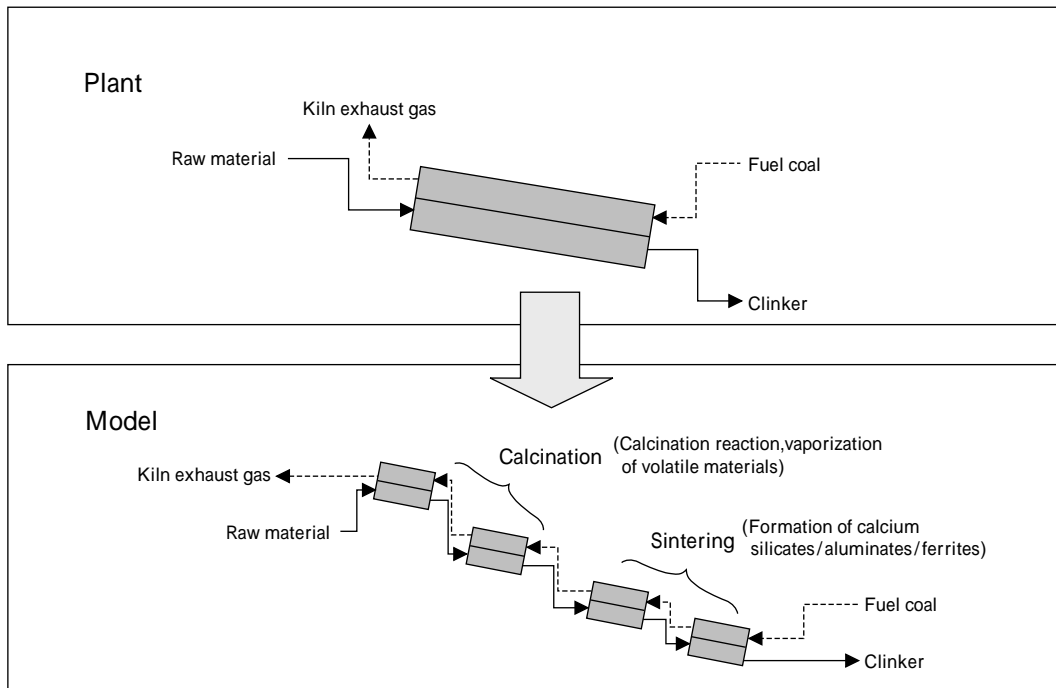 Plant
Kiln exhaust gas
Raw material
Fuel coal
Clinker
Model
Calcination (Calcination reaction,vaporization
of volatile materials)
Kiln exhaust gas
Raw material
Sintering (Formation of calcium
silicates/aluminates/ferrites)
Fuel coal
Clinker